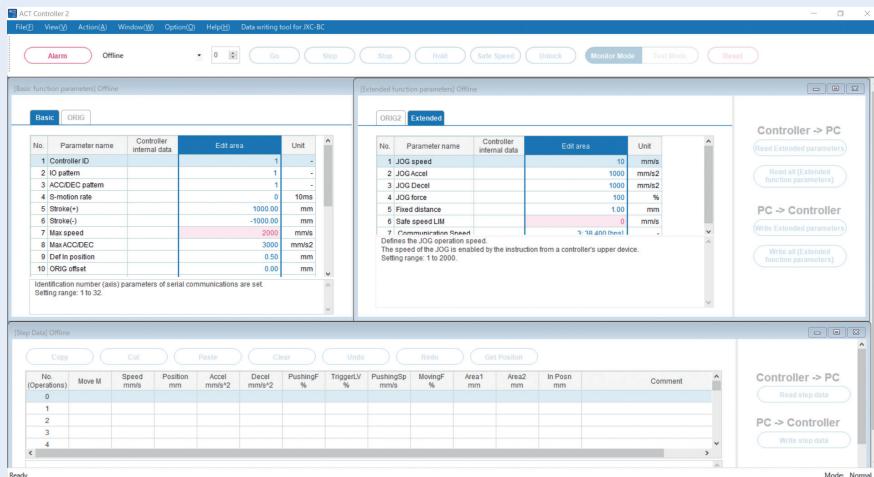 ACT Controller 2
File(F) View(V) Action(A) Window(W) Option(O) Help(H) Data writing tool for JXC-BC
Alarm Offline 0 Go Step Stop Hold Safe Speed Unlock Monitor Mode Test Mode Reset
[Basic function parameters] Offline
Basic ORIG
No. Parameter name Controller internal data Edit area Unit
1 Controller ID 1 -
2 IO pattern 1 -
3 ACC/DEC pattern 1 -
4 S-motion rate 0 10ms
5 Stroke(+) 1000.00 mm
6 Stroke(-) -1000.00 mm
7 Max speed 2000 mm/s
8 Max ACC/DEC 3000 mm/s2
9 Def In position 0.50 mm
10 ORIG offset 0.00 mm
Identification number (axis) parameters of serial communications are set.
Setting range: 1 to 32.
[Extended function parameters] Offline
ORIG2 Extended
No. Parameter name Controller internal data Edit area Unit
1 JOG speed 10 mm/s
2 JOG Accel 1000 mm/s2
3 JOG Decel 1000 mm/s2
4 JOG force 100 %
5 Fixed distance 1.00 mm
6 Safe speed LIM 0 mm/s
7 Communication Speed 3: 38,400 [bps] -
Defines the JOG operation speed.
The speed of the JOG is enabled by the instruction from a controller's upper device.
Setting range: 1 to 2000.
Controller -> PC
Read Extended parameters
Read all [Extended
function parameters]
PC -> Controller
Write Extended parameters
Write all [Extended
function parameters]
[Step Data] Offline
Copy Cut Paste Clear Undo Redo Get Positon
No. (Operations) Move M Speed mm/s Position mm Accel mm/s^2 Decel mm/s^2 PushingF % TriggerLV % PushingSp mm/s MovingF % Area1 mm Area2 mm In Posn mm Comment
0
1
2
3
4
Controller -> PC
Read step data
PC -> Controller
Write step data
Ready Mode: Normal